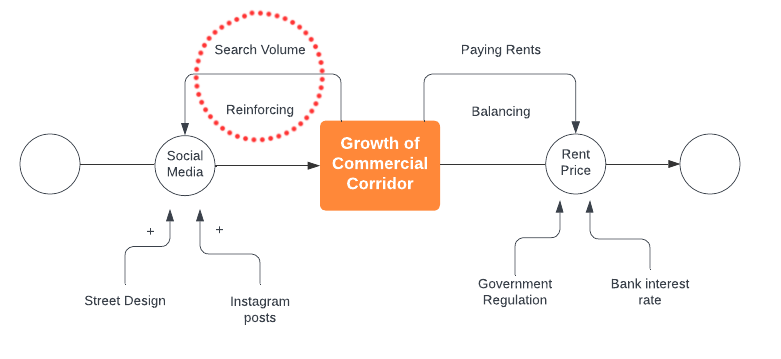 Search Volume
Paying Rents
Reinforcing
Balancing
Social
Media
Growth of
Commercial
Corridor
Rent
Price
+
+
Street Design
Instagram
posts
Government
Regulation
Bank interest
rate